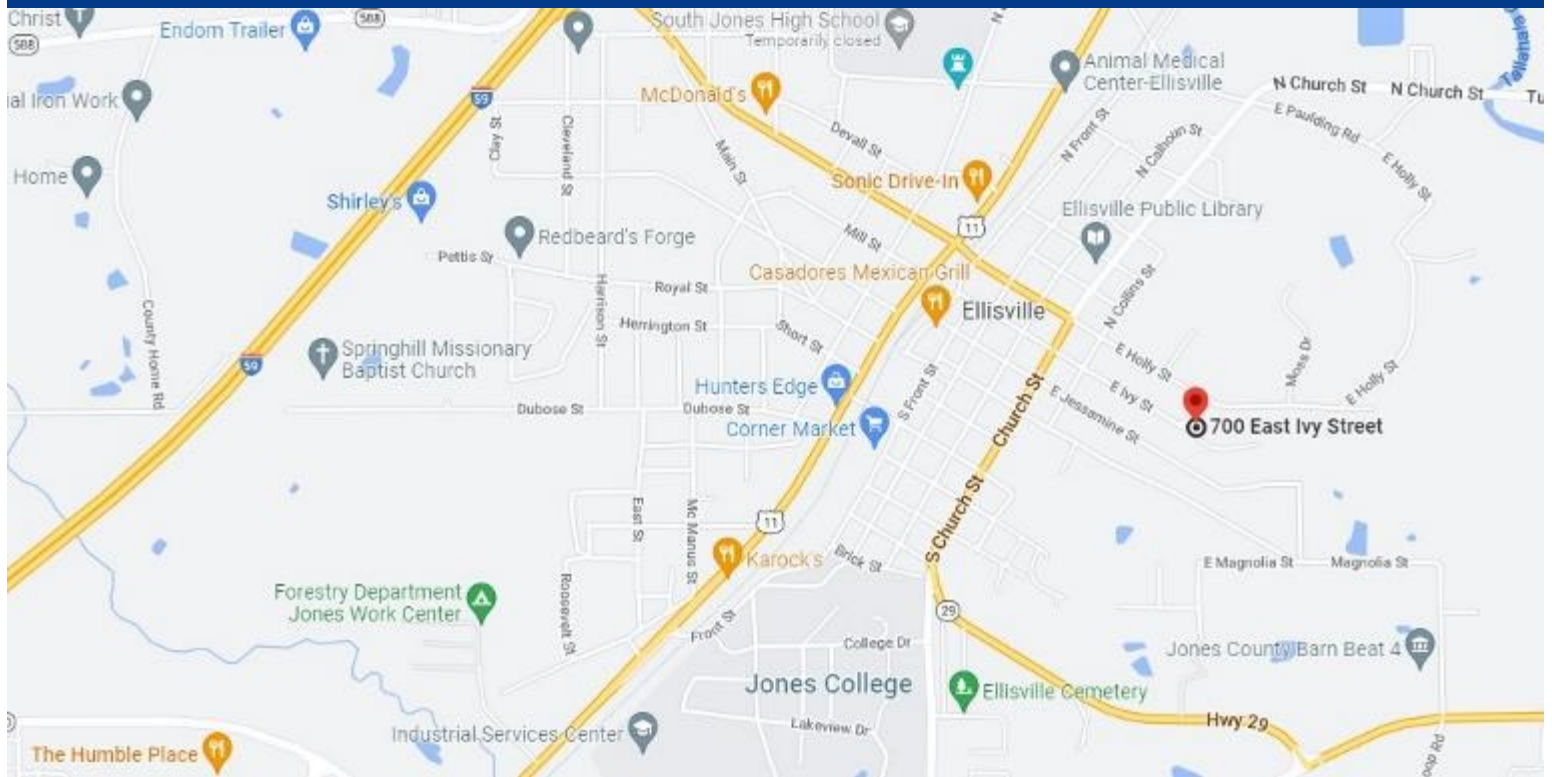 Christ
588
Endom Trailer
588
South Jones High School
Temporarily closed
Animal Medical
Center-Ellisville
N Church St
N Church St
ial Iron Work
59
McDonald's
E Paulding Rd
Clay St
Cleveland St
Main St
Devall St
N Front St
N Calhoun St
E Holly St
Home
Shirley's
Sonic Drive-In
11
Ellisville Public Library
Redbeard's Forge
Mill St
Pettis St
Casadores Mexican Grill
Royal St
Harrison St
County Home Rd
Herrington St
Short St
Ellisville
N Collins St
Springhill Missionary
Baptist Church
59
E Holly St
Moss Dr
Hunters Edge
S Front St
E Ivy St
E Holly St
Dubose St
Dubose St
Corner Market
Church St
E Jessamine St
700 East Ivy Street
East St
Mc Manus St
11
S Church St
Karock's
Brick St
E Magnolia St
Magnolia St
Forestry Department
Jones Work Center
Roosevelt St
Front St
29
College Dr
Jones County Barn Beat 4
Jones College
Ellisville Cemetery
Industrial Services Center
Lakeview Dr
Hwy 29
The Humble Place